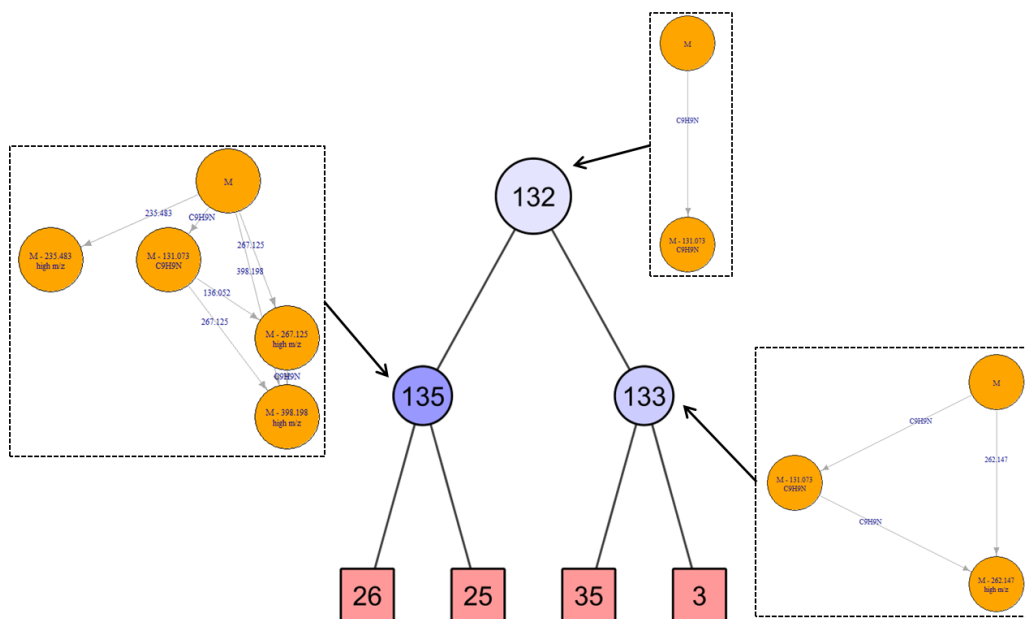 M
C9H9N
M - 131.073
C9H9N
132
M
235.483
C9H9N
267.125
398.198
M - 235.483
high m/z
M - 131.073
C9H9N
136.052
267.125
M - 267.125
high m/z
C9H9N
M - 398.198
high m/z
135
133
M
C9H9N
262.147
M - 131.073
C9H9N
C9H9N
M - 262.147
high m/z
26
25
35
3